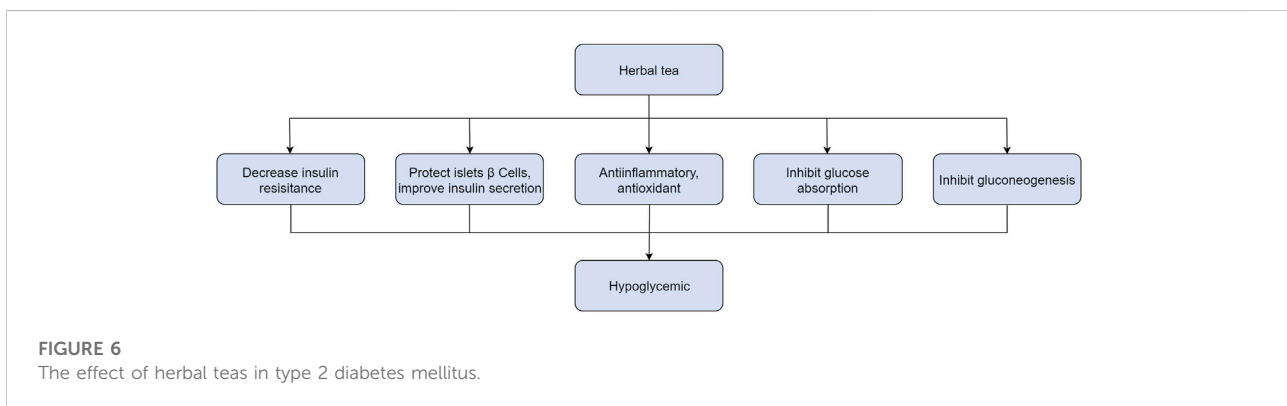 Herbal tea
Decrease insulin
resisitance
Protect islets β Cells,
improve insulin secretion
Antiinflammatory,
antioxidant
Inhibit glucose
absorption
Inhibit gluconeogenesis
Hypoglycemic
FIGURE 6
The effect of herbal teas in type 2 diabetes mellitus.